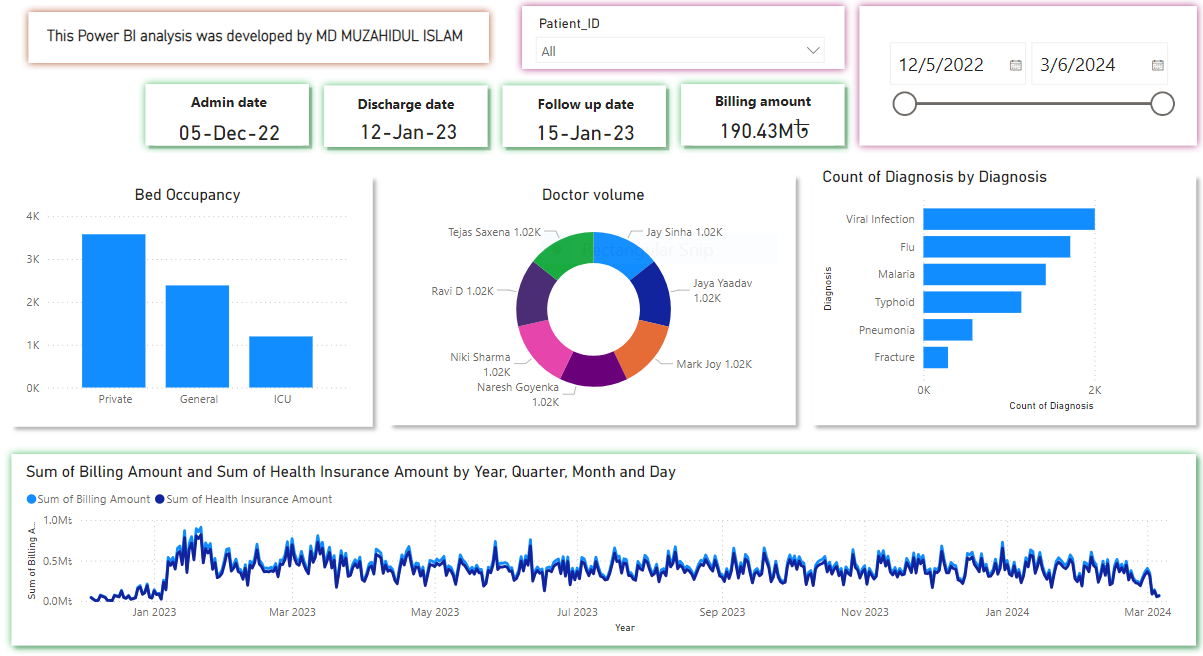 This Power BI analysis was developed by MD MUZAHIDUL ISLAM
Patient_ID
All
12/5/2022
3/6/2024
Admin date
05-Dec-22
Discharge date
12-Jan-23
Follow up date
15-Jan-23
Billing amount
190.43M৳
Bed Occupancy
4K
3K
2K
1K
0K
Private
General
ICU
Doctor volume
Tejas Saxena 1.02K
Jay Sinha 1.02K
Ravi D 1.02K
Jaya Yaadav
1.02K
Niki Sharma
1.02K
Mark Joy 1.02K
Naresh Goyenka
1.02K
Rectangular Snip
Count of Diagnosis by Diagnosis
Diagnosis
Viral Infection
Flu
Malaria
Typhoid
Pneumonia
Fracture
0K
2K
Count of Diagnosis
Sum of Billing Amount and Sum of Health Insurance Amount by Year, Quarter, Month and Day
Sum of Billing Amount
Sum of Health Insurance Amount
Sum of Billing A...
1.0M৳
0.5M৳
0.0M৳
Jan 2023
Mar 2023
May 2023
Jul 2023
Sep 2023
Nov 2023
Jan 2024
Mar 2024
Year